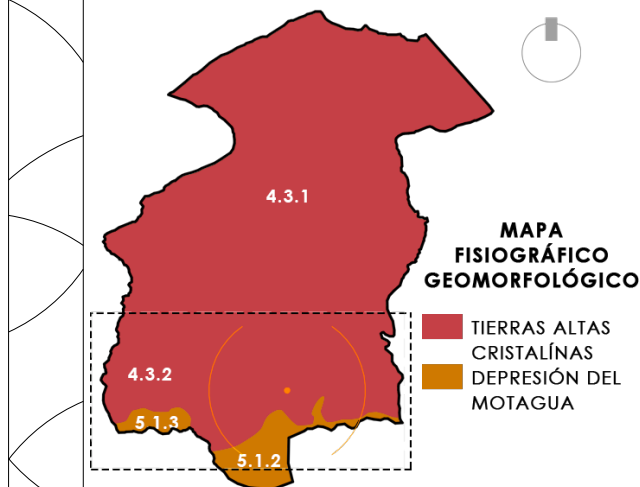 4.3.1
MAPA
FISIOGRÁFICO
GEOMORFOLÓGICO
TIERRAS ALTAS
CRISTALÍNAS
DEPRESIÓN DEL
MOTAGUA
4.3.2
5.1.3
5.1.2